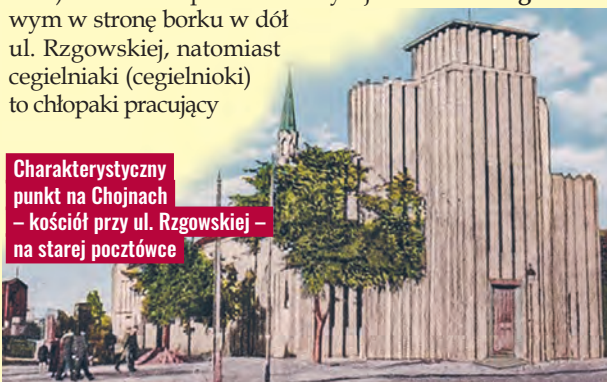 wym w stronę borku w dół
ul. Rzgowskiej, natomiast
cegielniaki (cegielnioki)
to chłopaki pracujący
Charakterystyczny
punkt na Chojnach
– kościół przy ul. Rzgowskiej –
na starej pocztówce